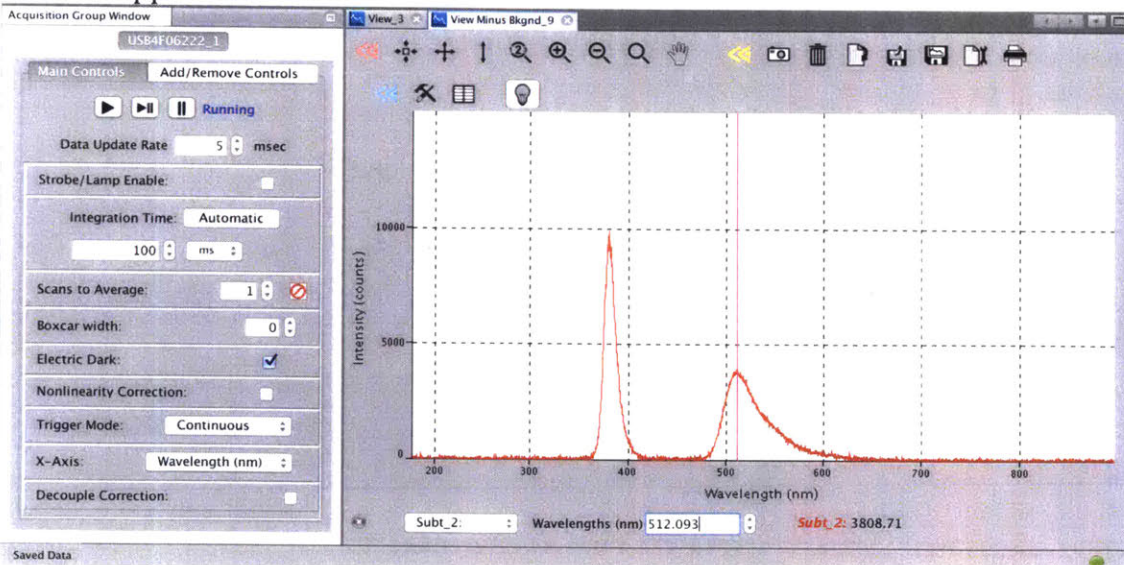 Acquisition Group Window
USB4F06222_1
Main Controls Add/Remove Controls
Running
Data Update Rate 5 msec
Strobe/Lamp Enable:
Integration Time: Automatic
100 ms
Scans to Average: 1
Boxcar width: 0
Electric Dark:
Nonlinearity Correction:
Trigger Mode: Continuous
X-Axis: Wavelength (nm)
Decouple Correction:
Saved Data
View_3 View Minus Bkgnd_9
Intensity (counts)
10000
5000
0
200 300 400 500 600 700 800
Wavelength (nm)
Subt_2: Wavelengths (nm) 512.093 Subt_2: 3808.71